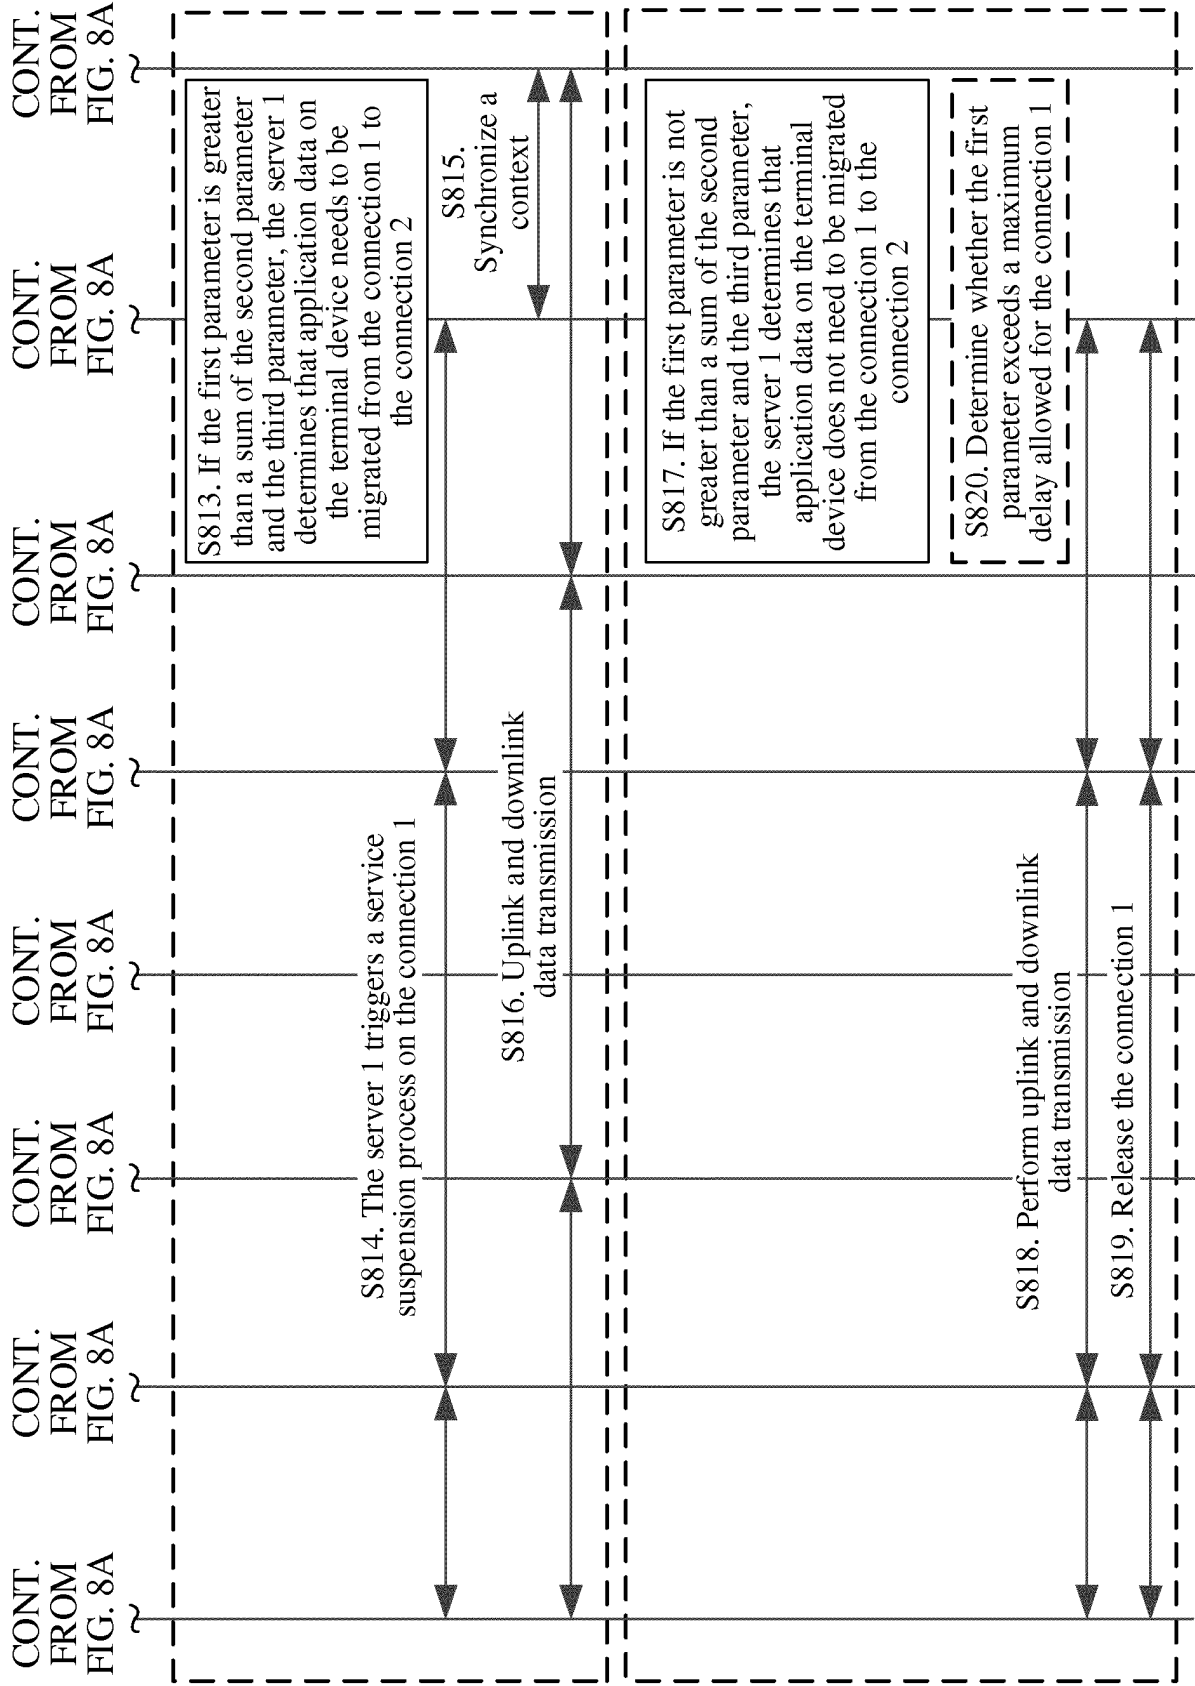 CONT.
FROM
FIG. 8A
CONT.
FROM
FIG. 8A
CONT.
FROM
FIG. 8A
CONT.
FROM
FIG. 8A
CONT.
FROM
FIG. 8A
CONT.
FROM
FIG. 8A
CONT.
FROM
FIG. 8A
CONT.
FROM
FIG. 8A
S813. If the first parameter is greater
than a sum of the second parameter
and the third parameter, the server 1
determines that application data on
the terminal device needs to be
migrated from the connection 1 to
the connection 2
S814. The server 1 triggers a service
suspension process on the connection 1
S815.
Synchronize a
context
S816. Uplink and downlink
data transmission
S817. If the first parameter is not
greater than a sum of the second
parameter and the third parameter,
the server 1 determines that
application data on the terminal
device does not need to be migrated
from the connection 1 to the
connection 2
S820. Determine whether the first
parameter exceeds a maximum
delay allowed for the connection 1
S818. Perform uplink and downlink
data transmission
S819. Release the connection 1